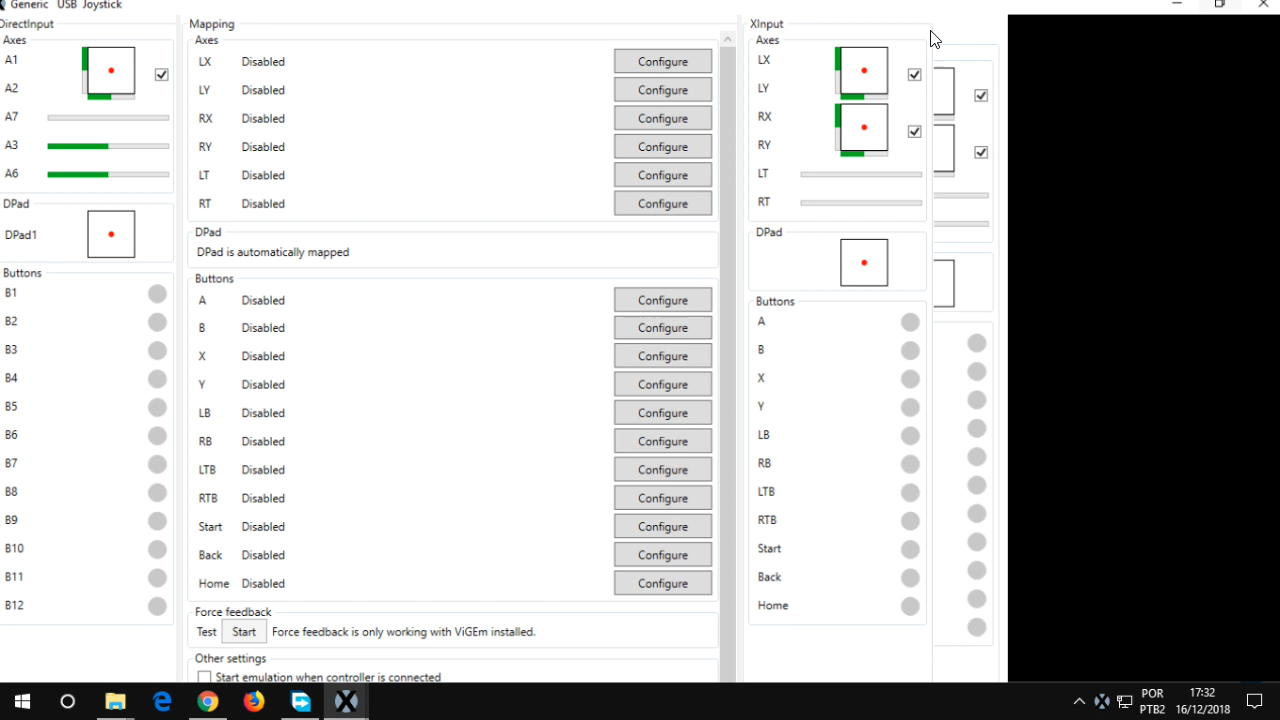 Generic USB Joystick
DirectInput
Axes
A1
A2
A7
A3
A6
DPad
DPad1
Buttons
B1
B2
B3
B4
B5
B6
B7
B8
B9
B10
B11
B12
Mapping
Axes
LX Disabled Configure
LY Disabled Configure
RX Disabled Configure
RY Disabled Configure
LT Disabled Configure
RT Disabled Configure
DPad
DPad is automatically mapped
Buttons
A Disabled Configure
B Disabled Configure
X Disabled Configure
Y Disabled Configure
LB Disabled Configure
RB Disabled Configure
LTB Disabled Configure
RTB Disabled Configure
Start Disabled Configure
Back Disabled Configure
Home Disabled Configure
Force feedback
Test Start Force feedback is only working with ViGEm installed.
Other settings
Start emulation when controller is connected
XInput
Axes
LX
LY
RX
RY
LT
RT
DPad
Buttons
A
B
X
Y
LB
RB
LTB
RTB
Start
Back
Home
POR
PTB2
17:32
16/12/2018